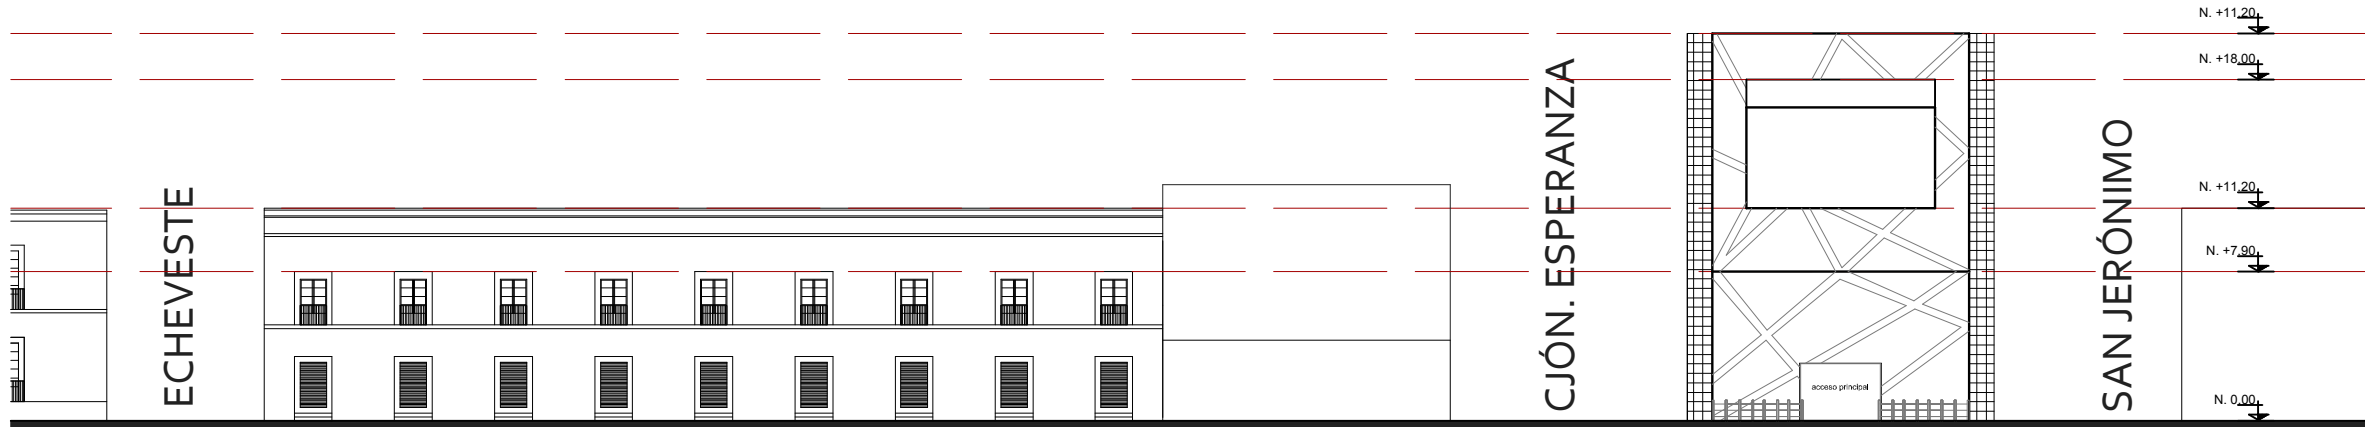 N. +11,20
N. +18,00
N. +11,20
N. +7,90
N. 0,00
ECHEVESTE
CJÓN. ESPERANZA
SAN JERÓNIMO
acceso principal